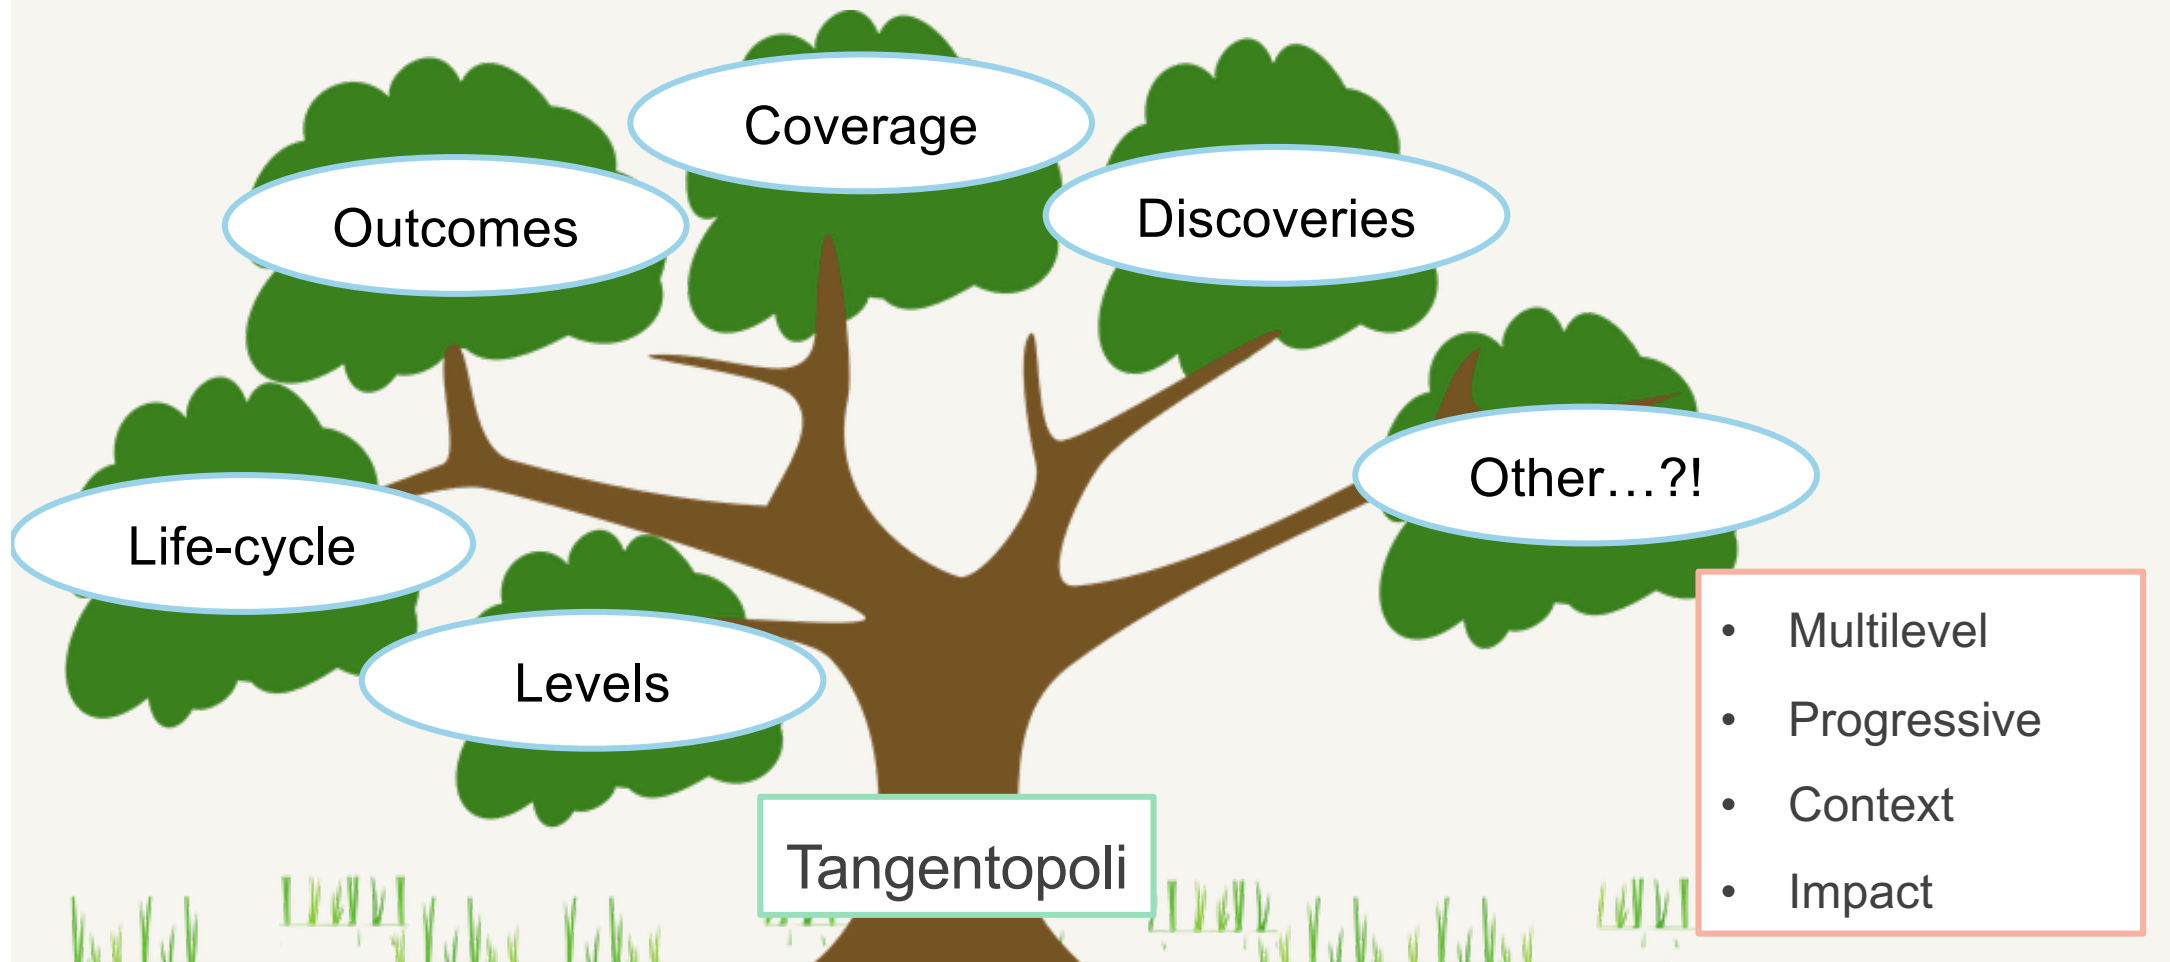 Coverage
Outcomes
Discoveries
Other…?!
Life-cycle
Levels
Tangentopoli
• Multilevel
• Progressive
• Context
• Impact